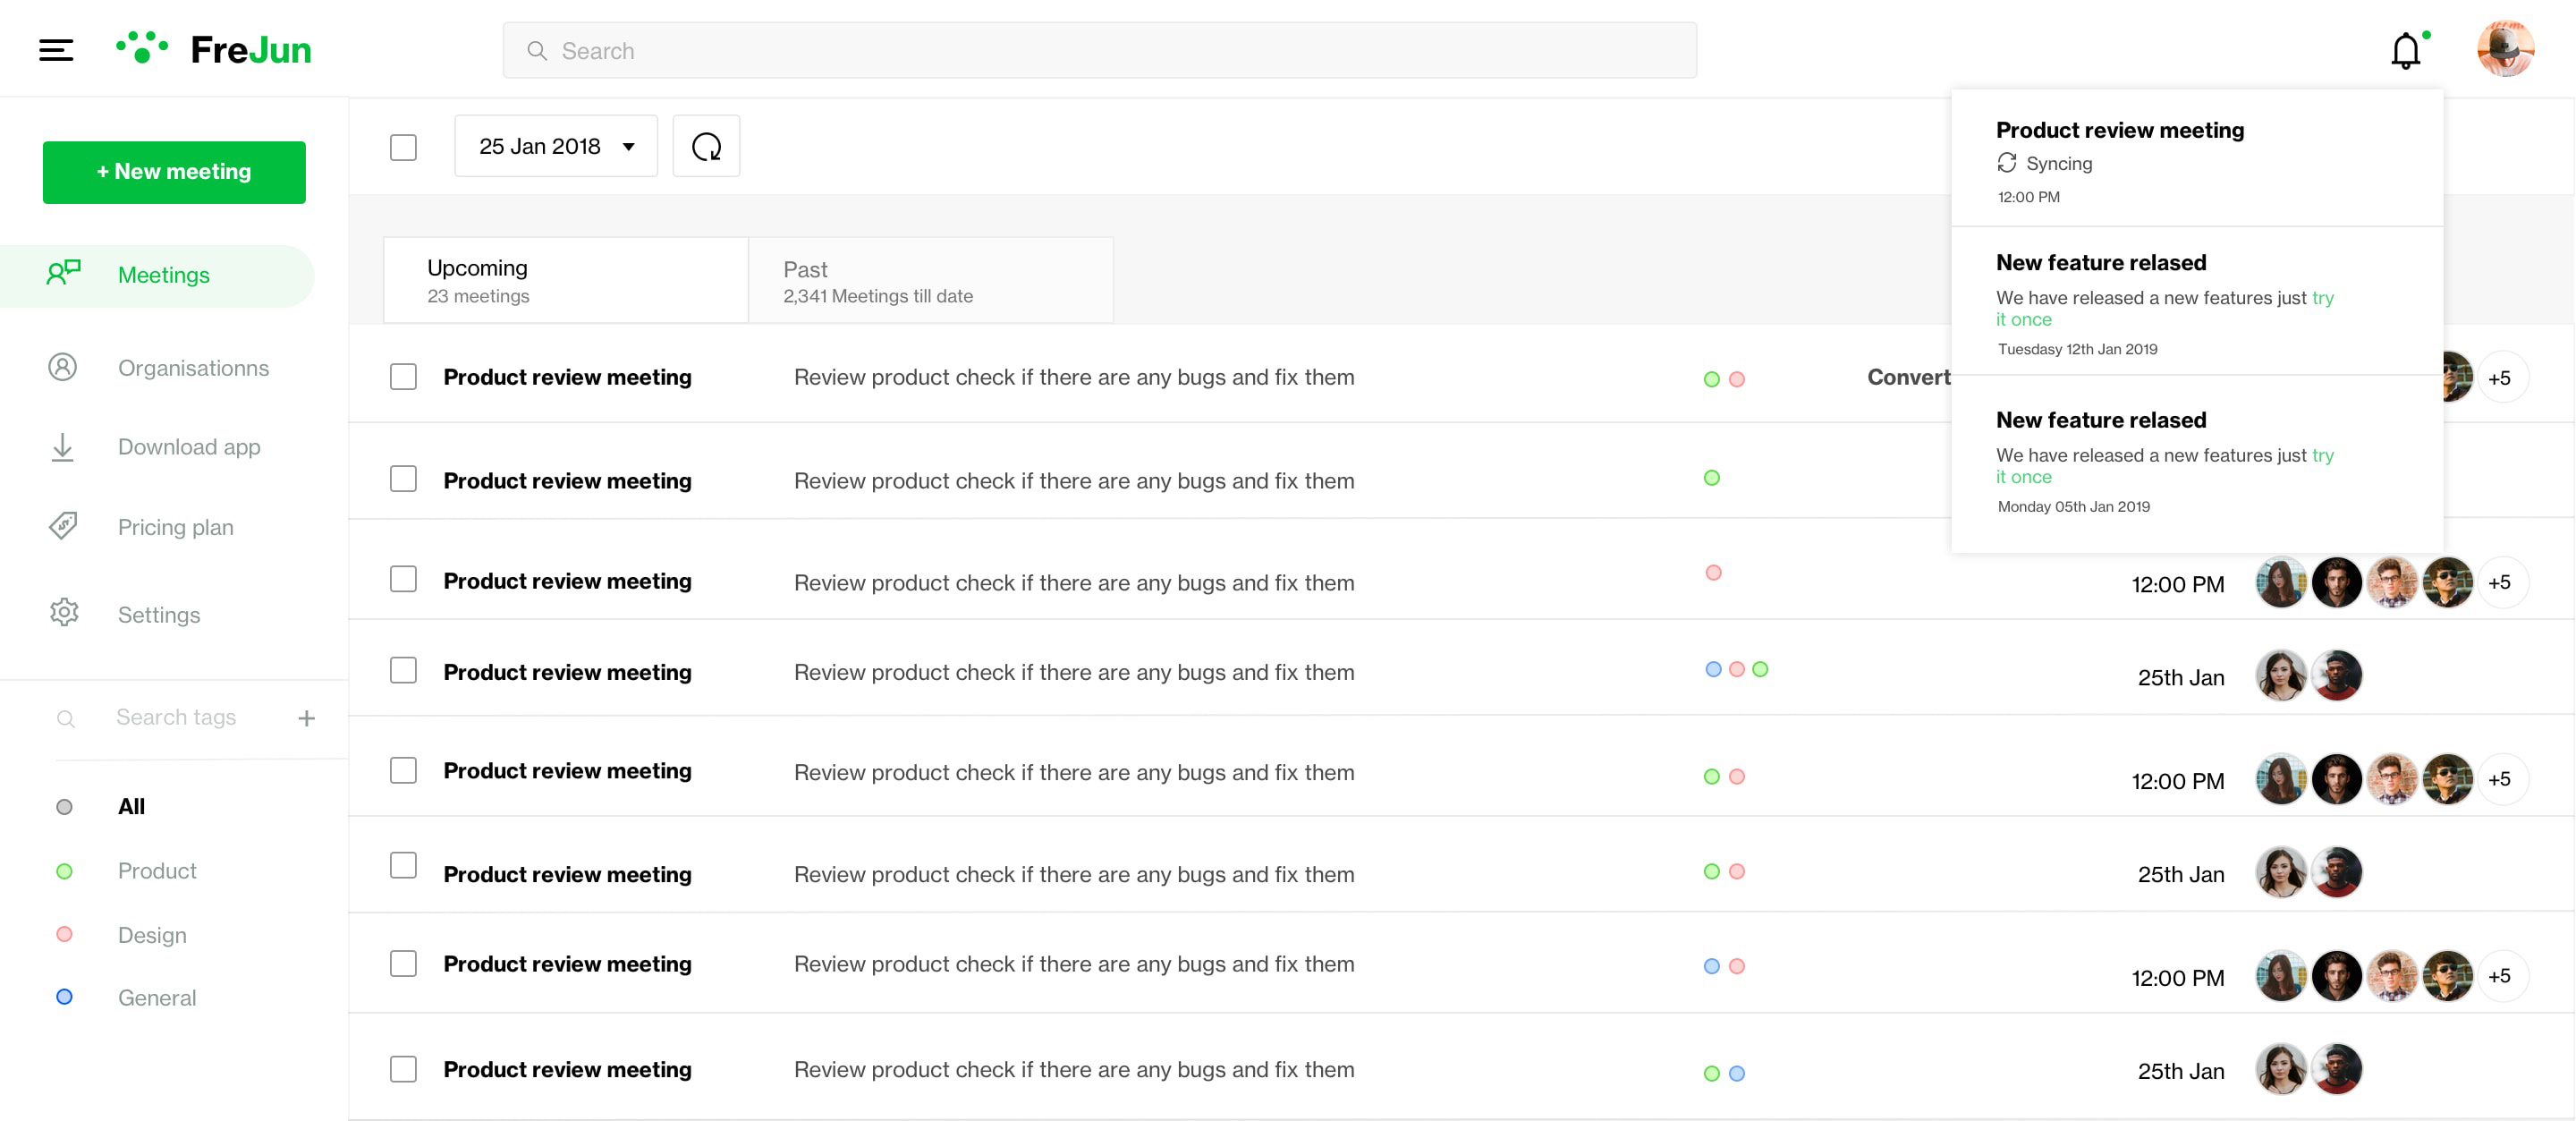 FreJun
Search
+ New meeting
Meetings
Organisationns
Download app
Pricing plan
Settings
Search tags
+
All
Product
Design
General
25 Jan 2018
Upcoming
23 meetings
Past
2,341 Meetings till date
Product review meeting Review product check if there are any bugs and fix them Convert +5
Product review meeting Review product check if there are any bugs and fix them
Product review meeting Review product check if there are any bugs and fix them 12:00 PM +5
Product review meeting Review product check if there are any bugs and fix them 25th Jan
Product review meeting Review product check if there are any bugs and fix them 12:00 PM +5
Product review meeting Review product check if there are any bugs and fix them 25th Jan
Product review meeting Review product check if there are any bugs and fix them 12:00 PM +5
Product review meeting Review product check if there are any bugs and fix them 25th Jan
Product review meeting
Syncing
12:00 PM
New feature relased
We have released a new features just try
it once
Tuesdasy 12th Jan 2019
New feature relased
We have released a new features just try
it once
Monday 05th Jan 2019